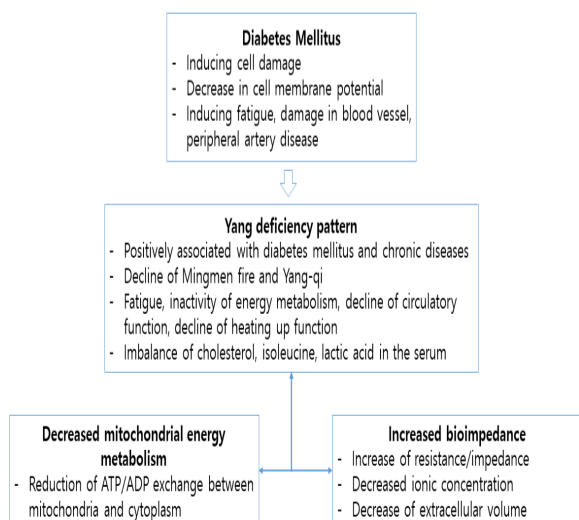 Diabetes Mellitus
- Inducing cell damage
- Decrease in cell membrane potential
- Inducing fatigue, damage in blood vessel,
peripheral artery disease
Yang deficiency pattern
- Positively associated with diabetes mellitus and chronic diseases
- Decline of Mingmen fire and Yang-qi
- Fatigue, inactivity of energy metabolism, decline of circulatory
function, decline of heating up function
- Imbalance of cholesterol, isoleucine, lactic acid in the serum
Decreased mitochondrial energy
metabolism
- Reduction of ATP/ADP exchange between
mitochondria and cytoplasm
Increased bioimpedance
- Increase of resistance/impedance
- Decreased ionic concentration
- Decrease of extracellular volume